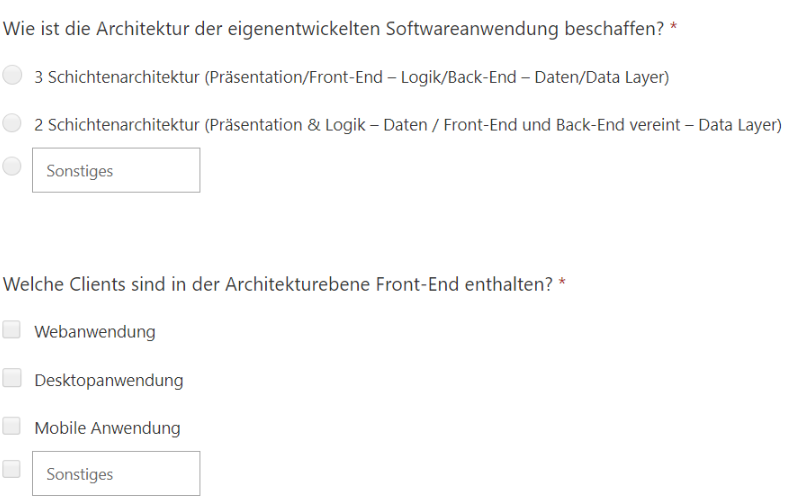 Wie ist die Architektur der eigenentwickelten Softwareanwendung beschaffen? *
3 Schichtenarchitektur (Präsentation/Front-End – Logik/Back-End – Daten/Data Layer)
2 Schichtenarchitektur (Präsentation & Logik – Daten / Front-End und Back-End vereint – Data Layer)
Sonstiges
Welche Clients sind in der Architekturebene Front-End enthalten? *
Webanwendung
Desktopanwendung
Mobile Anwendung
Sonstiges